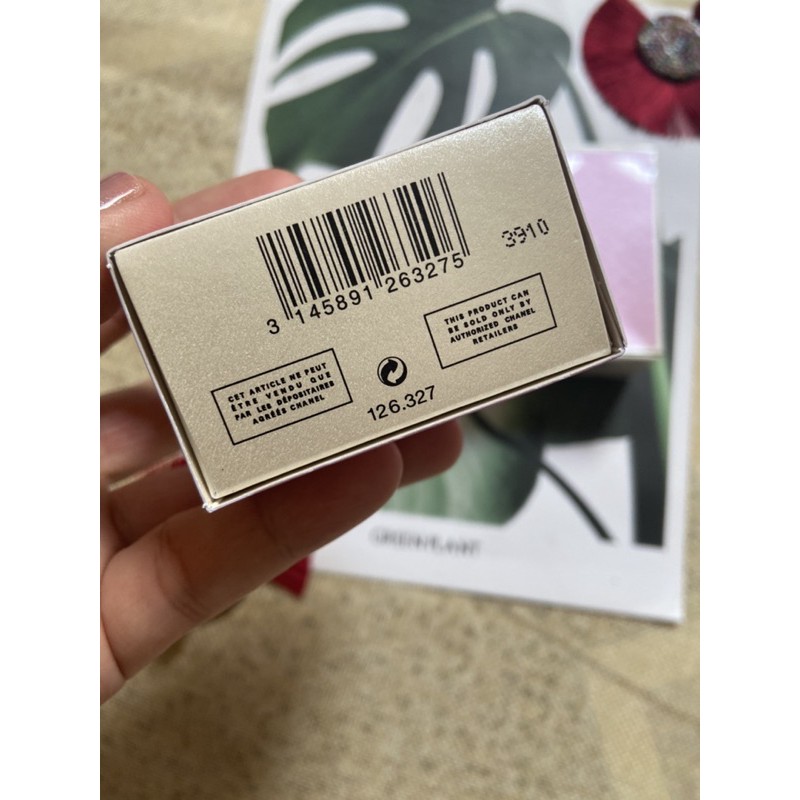 3910
3 145891 263275
THIS PRODUCT CAN
BE SOLD ONLY BY
AUTHORIZED CHANEL
RETAILERS
CET ARTICLE NE PEUT
ÊTRE VENDU QUE
PAR LES DÉPOSITAIRES
AGRÉÉS CHANEL
126.327